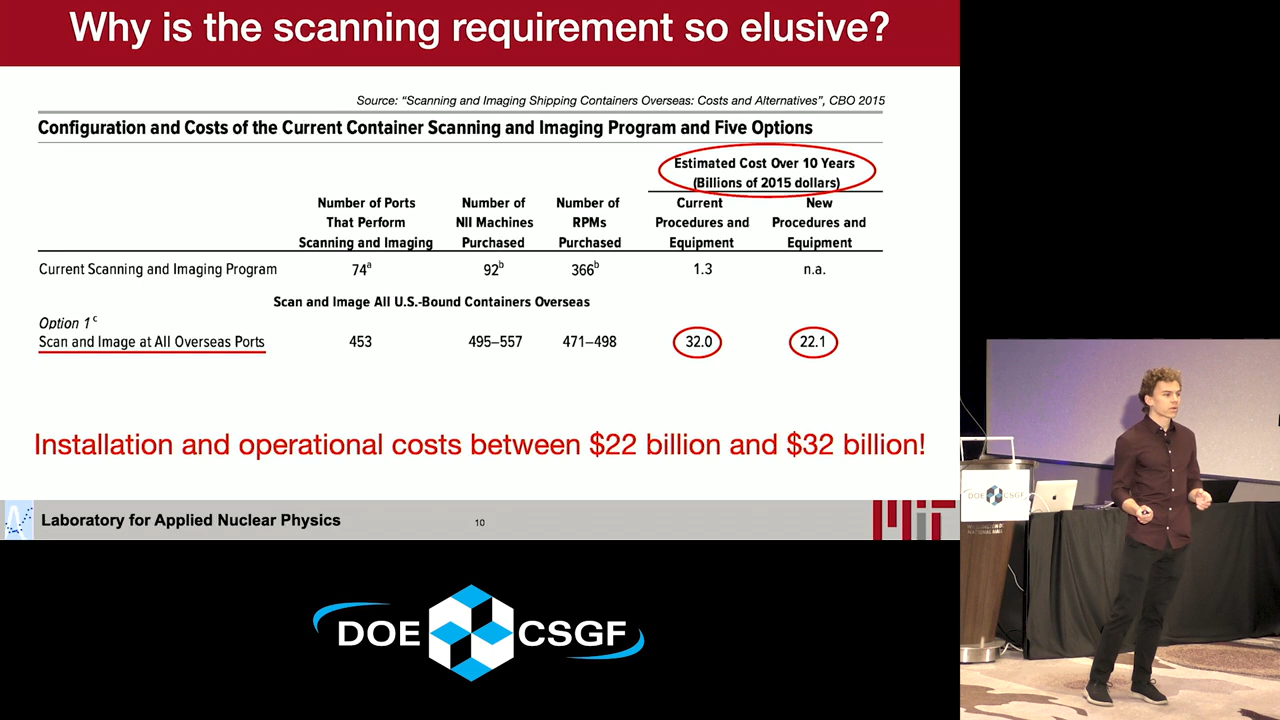 Why is the scanning requirement so elusive?
Source: “Scanning and Imaging Shipping Containers Overseas: Costs and Alternatives”, CBO 2015
Configuration and Costs of the Current Container Scanning and Imaging Program and Five Options
Estimated Cost Over 10 Years
(Billions of 2015 dollars)
Number of Ports
That Perform
Scanning and Imaging
Number of
NII Machines
Purchased
Number of
RPMs
Purchased
Current
Procedures and
Equipment
New
Procedures and
Equipment
Current Scanning and Imaging Program 74a 92b 366b 1.3 n.a.
Scan and Image All U.S.-Bound Containers Overseas
Option 1c
Scan and Image at All Overseas Ports 453 495–557 471–498 32.0 22.1
Installation and operational costs between $22 billion and $32 billion!
Laboratory for Applied Nuclear Physics
10
MIT
DOE CSGF
DOE CSGF